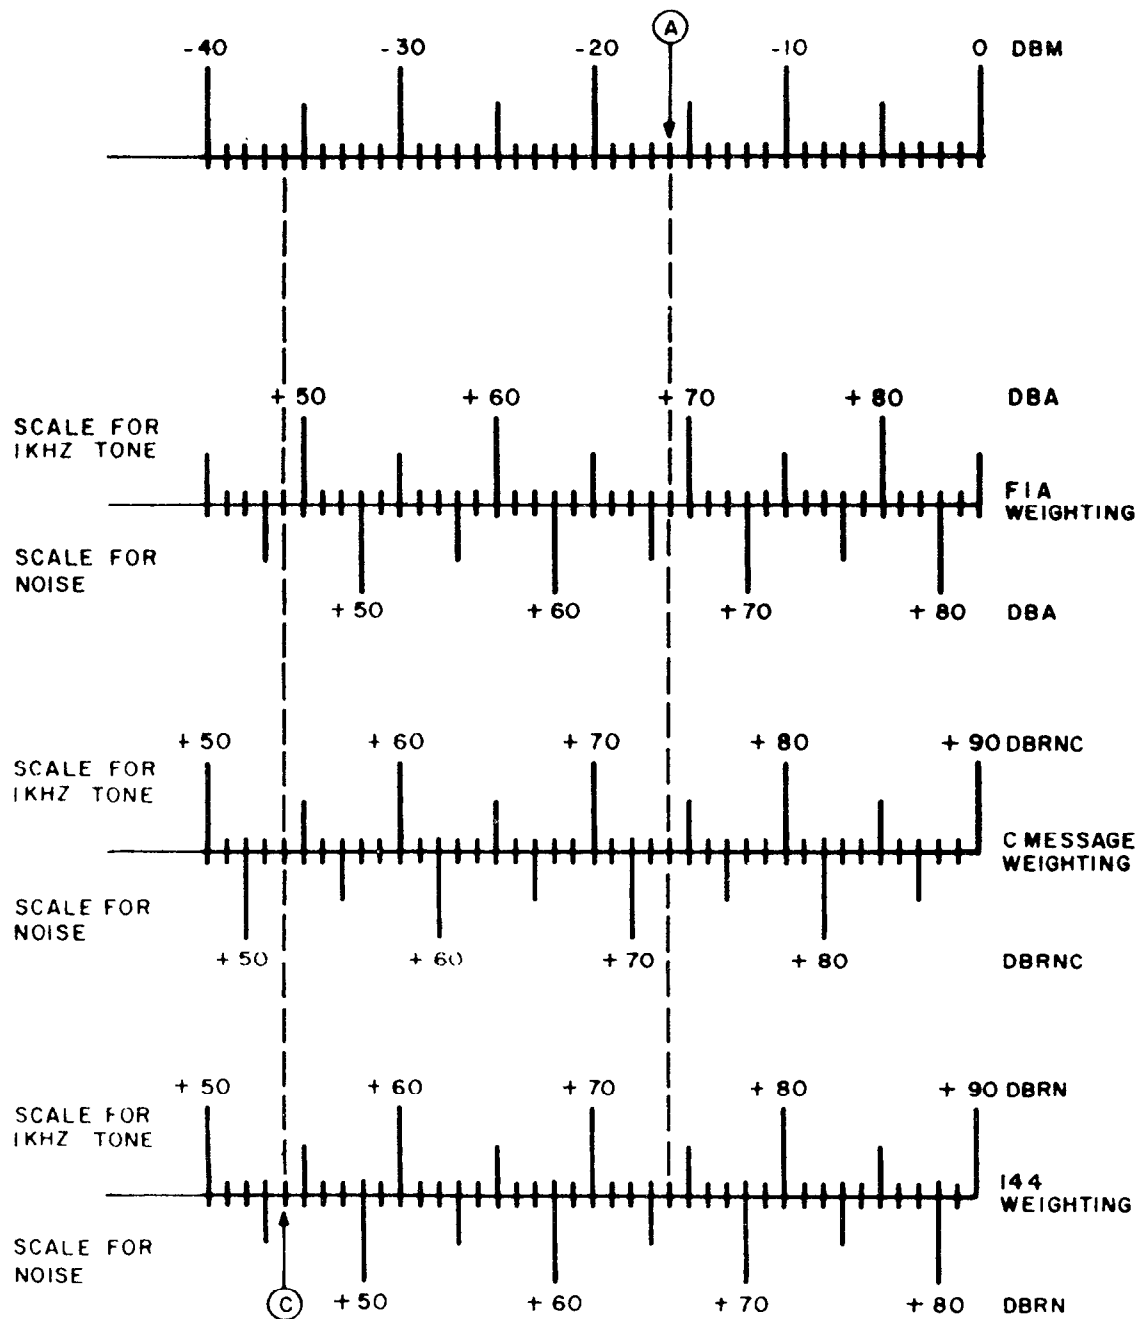 A
-40 -30 -20 -10 0 DBM
+50 +60 +70 +80 DBA
SCALE FOR
1KHZ TONE
F1A
WEIGHTING
SCALE FOR
NOISE
+50 +60 +70 +80 DBA
+50 +60 +70 +80 +90 DBRNC
SCALE FOR
1KHZ TONE
C MESSAGE
WEIGHTING
SCALE FOR
NOISE
+50 +60 +70 +80 DBRNC
+50 +60 +70 +80 +90 DBRN
SCALE FOR
1KHZ TONE
144
WEIGHTING
SCALE FOR
NOISE
C +50 +60 +70 +80 DBRN